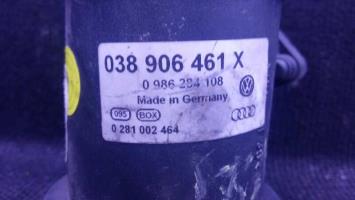 038 906 461 X
0 986 284 108
Made in Germany
095 BOX
0 281 002 464